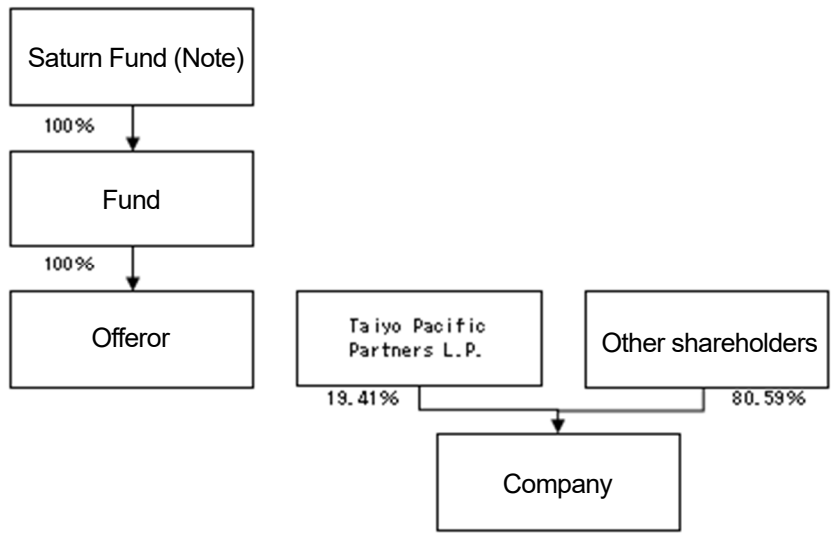 Saturn Fund (Note)
100%
Fund
100%
Offeror
Taiyo Pacific
Partners L.P.
Other shareholders
19.41%
80.59%
Company